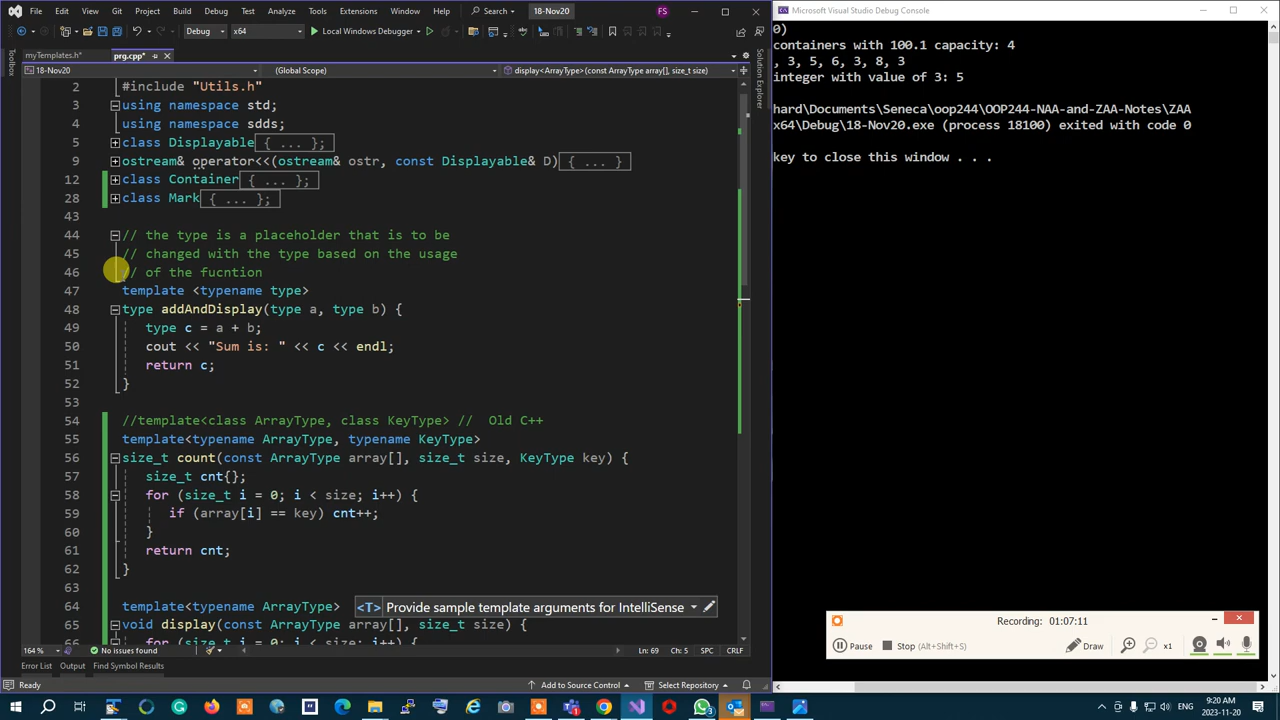 File Edit View Git Project Build Debug Test Analyze Tools Extensions Window Help Search 18-Nov20 FS
Debug x64 Local Windows Debugger
myTemplates.h* prg.cpp*
18-Nov20 (Global Scope) display<ArrayType>(const ArrayType array[], size_t size)
2 #include "Utils.h"
3 using namespace std;
4 using namespace sdds;
5 class Displayable { ... };
9 ostream& operator<<(ostream& ostr, const Displayable& D) { ... }
12 class Container { ... };
28 class Mark { ... };
43
44 // the type is a placeholder that is to be
45 // changed with the type based on the usage
46 // of the fucntion
47 template <typename type>
48 type addAndDisplay(type a, type b) {
49 type c = a + b;
50 cout << "Sum is: " << c << endl;
51 return c;
52 }
53
54 //template<class ArrayType, class KeyType> // Old C++
55 template<typename ArrayType, typename KeyType>
56 size_t count(const ArrayType array[], size_t size, KeyType key) {
57 size_t cnt{};
58 for (size_t i = 0; i < size; i++) {
59 if (array[i] == key) cnt++;
60 }
61 return cnt;
62 }
63
64 template<typename ArrayType> <T> Provide sample template arguments for IntelliSense
65 void display(const ArrayType array[], size_t size) {
66 for (size_t i = 0; i < size; i++) {
164 % No issues found Ln: 69 Ch: 5 SPC CRLF
Error List Output Find Symbol Results
Ready Add to Source Control Select Repository
Solution Explorer
Toolbox
Microsoft Visual Studio Debug Console
0)
containers with 100.1 capacity: 4
, 3, 5, 6, 3, 8, 3
integer with value of 3: 5
hard\Documents\Seneca\oop244\OOP244-NAA-and-ZAA-Notes\ZAA
x64\Debug\18-Nov20.exe (process 18100) exited with code 0
key to close this window . . .
Recording: 01:07:11
Pause Stop (Alt+Shift+S) Draw x1
ENG 9:20 AM
2023-11-20